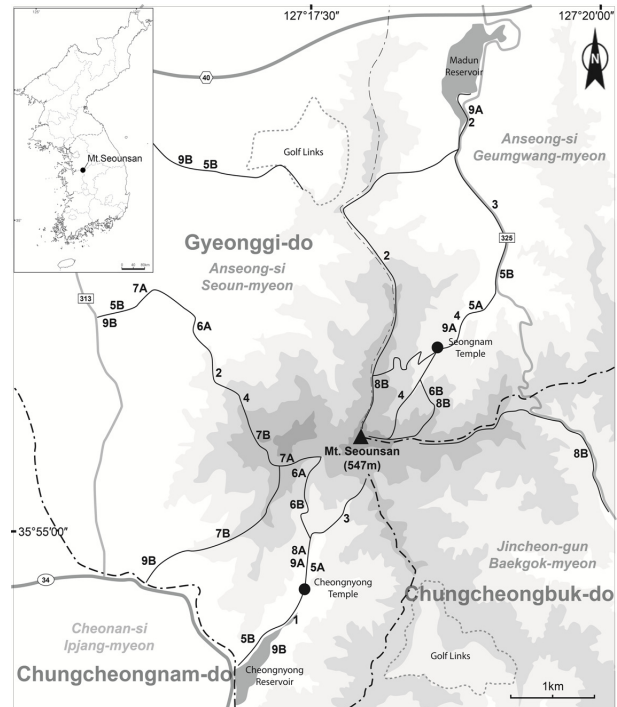 127°17'30"
127°20'00"
40
Madun
Reservoir
N
9A
2
Anseong-si
Geumgwang-myeon
Golf Links
9B
5B
Mt.Seounsan
3
325
Gyeonggi-do
Anseong-si
Seoun-myeon
2
5B
313
7A
5B
9B
5A
4
9A
Seongnam
Temple
6A
2
8B
6B
8B
4
4
7B
Mt. Seounsan
(547m)
8B
7A
6A
6B
3
35°55'00"
7B
8A
9A
5A
9B
Jincheon-gun
Baekgok-myeon
34
Cheongnyong
Temple
Chungcheongbuk-do
1
Cheonan-si
Ipjang-myeon
5B
9B
Golf Links
Chungcheongnam-do
Cheongnyong
Reservoir
1km